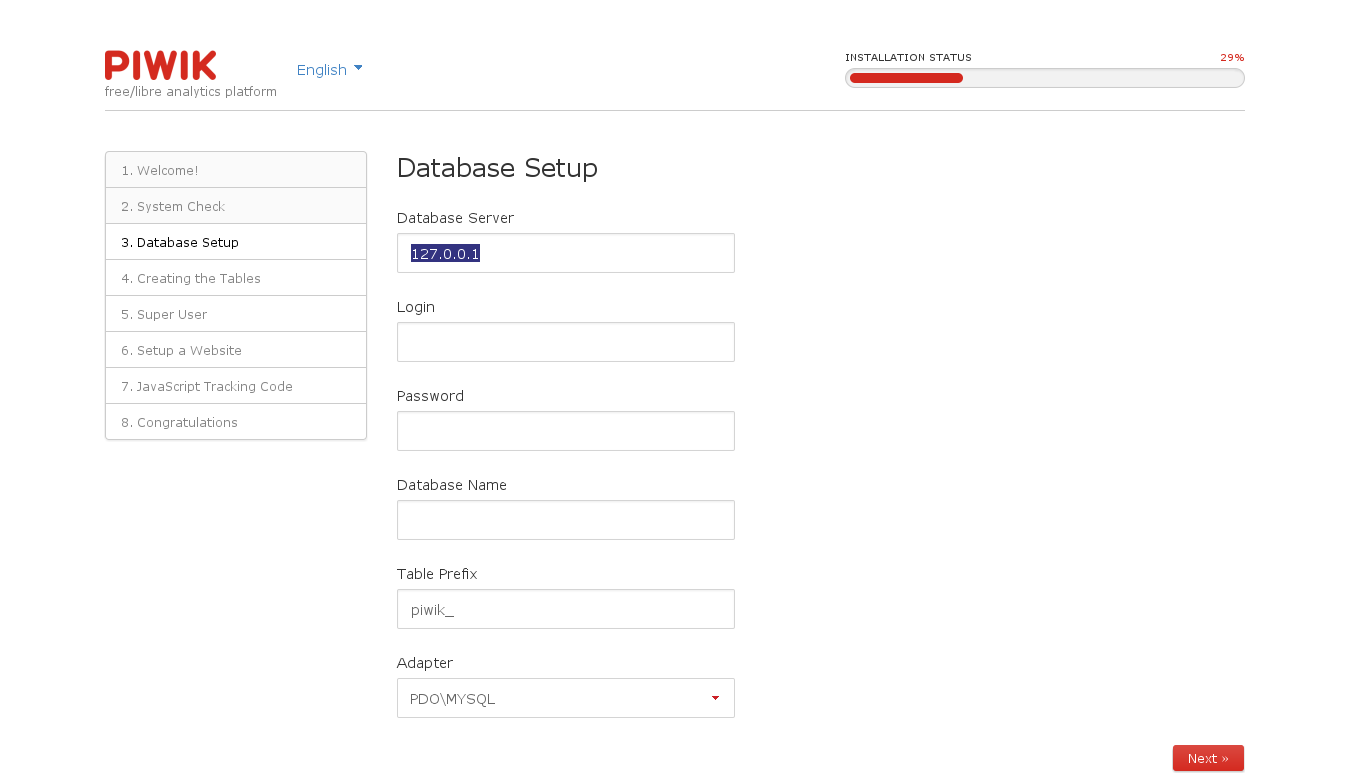 PIWIK
free/libre analytics platform
English
INSTALLATION STATUS 29%
1. Welcome!
2. System Check
3. Database Setup
4. Creating the Tables
5. Super User
6. Setup a Website
7. JavaScript Tracking Code
8. Congratulations
Database Setup
Database Server
127.0.0.1
Login
Password
Database Name
Table Prefix
piwik_
Adapter
PDO\MYSQL
Next »